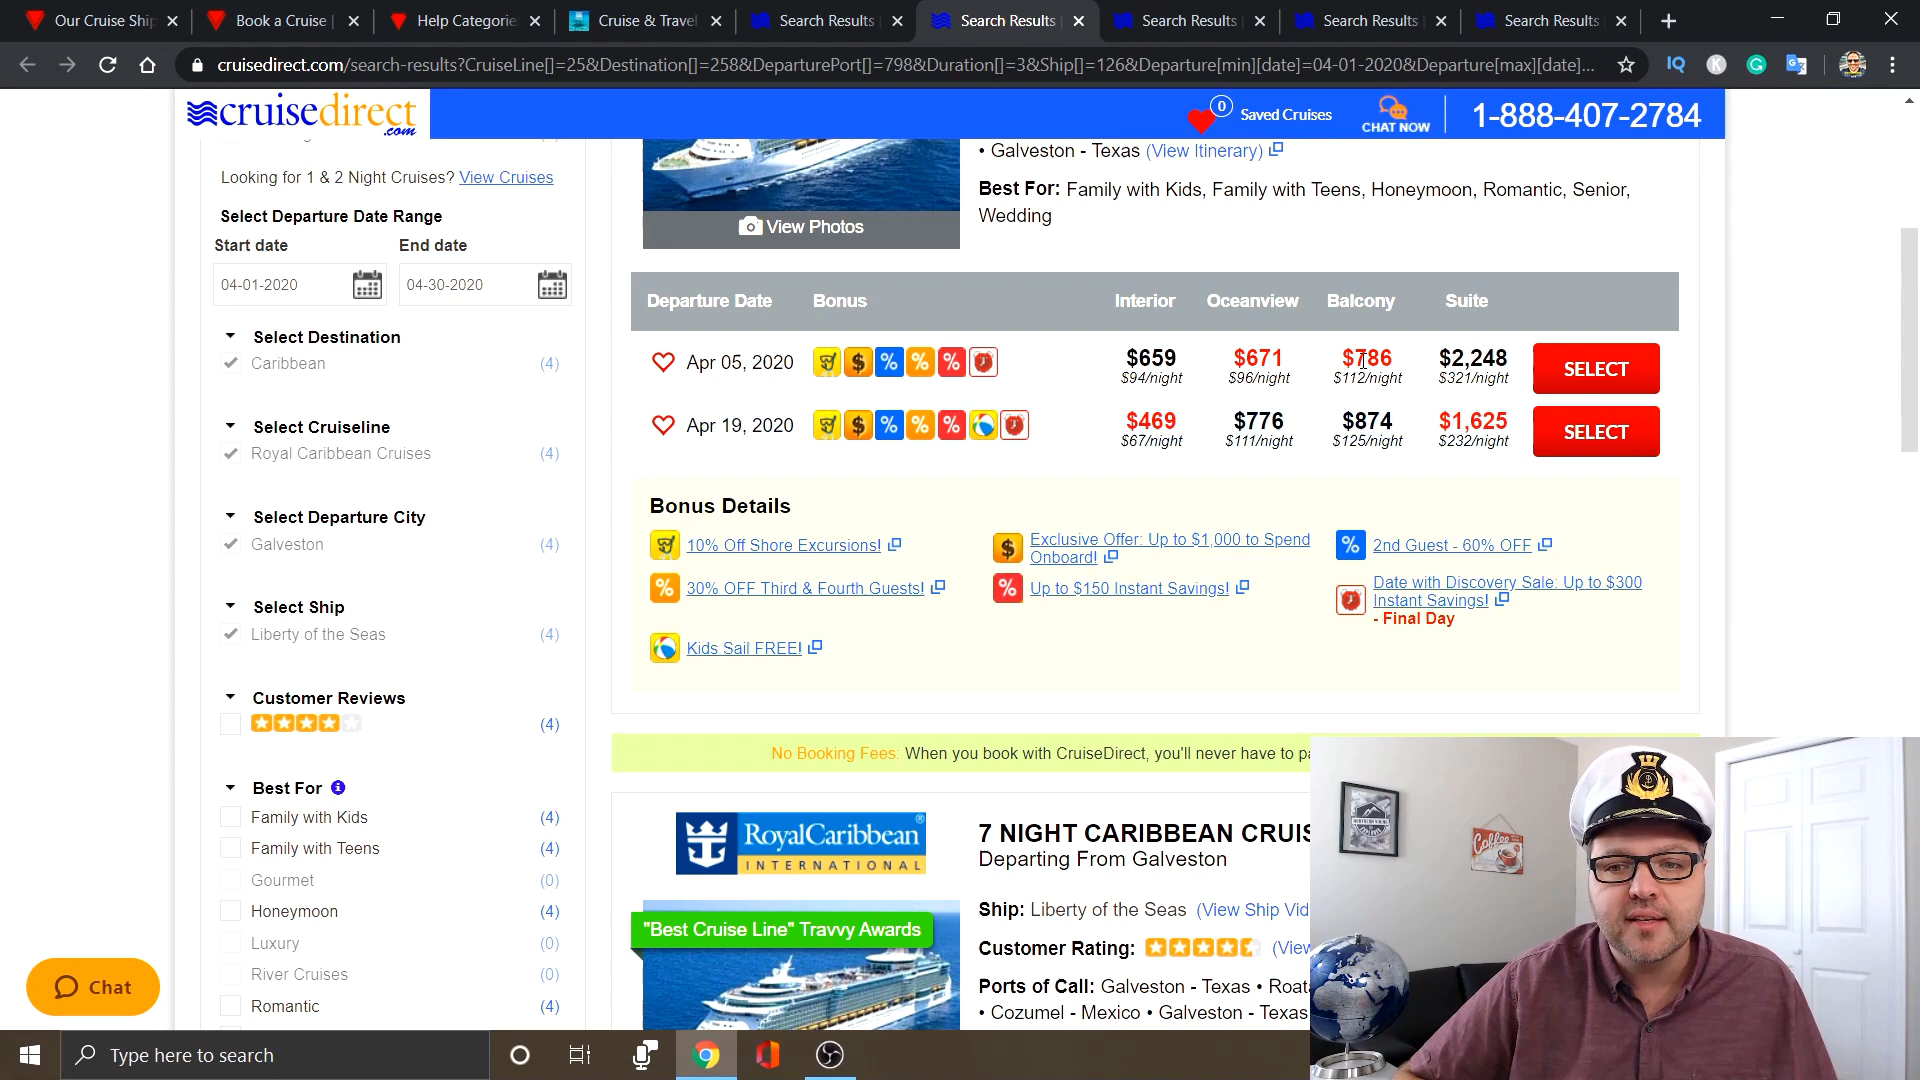 Our Cruise Ship
Book a Cruise |
Help Categorie
Cruise & Travel
Search Results |
Search Results
Search Results |
Search Results |
Search Results |
cruisedirect.com/search-results?CruiseLine[]=25&Destination[]=258&DeparturePort[]=798&Duration[]=3&Ship[]=126&Departure[min][date]=04-01-2020&Departure[max][date]...
IQ
K
G
cruisedirect
.com
0
Saved Cruises
CHAT NOW
1-888-407-2784
Looking for 1 & 2 Night Cruises? View Cruises
Select Departure Date Range
Start date
End date
04-01-2020
04-30-2020
Select Destination
Caribbean (4)
Select Cruiseline
Royal Caribbean Cruises (4)
Select Departure City
Galveston (4)
Select Ship
Liberty of the Seas (4)
Customer Reviews
(4)
Best For
Family with Kids (4)
Family with Teens (4)
Gourmet (0)
Honeymoon (4)
Luxury (0)
River Cruises (0)
Romantic (4)
Chat
View Photos
• Galveston - Texas (View Itinerary)
Best For: Family with Kids, Family with Teens, Honeymoon, Romantic, Senior,
Wedding
Departure Date Bonus Interior Oceanview Balcony Suite
Apr 05, 2020 $ % % % $659 $671 $786 $2,248 SELECT
$94/night $96/night $112/night $321/night
Apr 19, 2020 $ % % % $469 $776 $874 $1,625 SELECT
$67/night $111/night $125/night $232/night
Bonus Details
10% Off Shore Excursions!
$ Exclusive Offer: Up to $1,000 to Spend
Onboard!
% 2nd Guest - 60% OFF
% 30% OFF Third & Fourth Guests!
% Up to $150 Instant Savings!
Date with Discovery Sale: Up to $300
Instant Savings!
- Final Day
Kids Sail FREE!
No Booking Fees: When you book with CruiseDirect, you'll never have to pa
RoyalCaribbean®
INTERNATIONAL
"Best Cruise Line" Travvy Awards
7 NIGHT CARIBBEAN CRUIS
Departing From Galveston
Ship: Liberty of the Seas (View Ship Vid
Customer Rating: (View
Ports of Call: Galveston - Texas • Roata
• Cozumel - Mexico • Galveston - Texas
Coffee
Type here to search